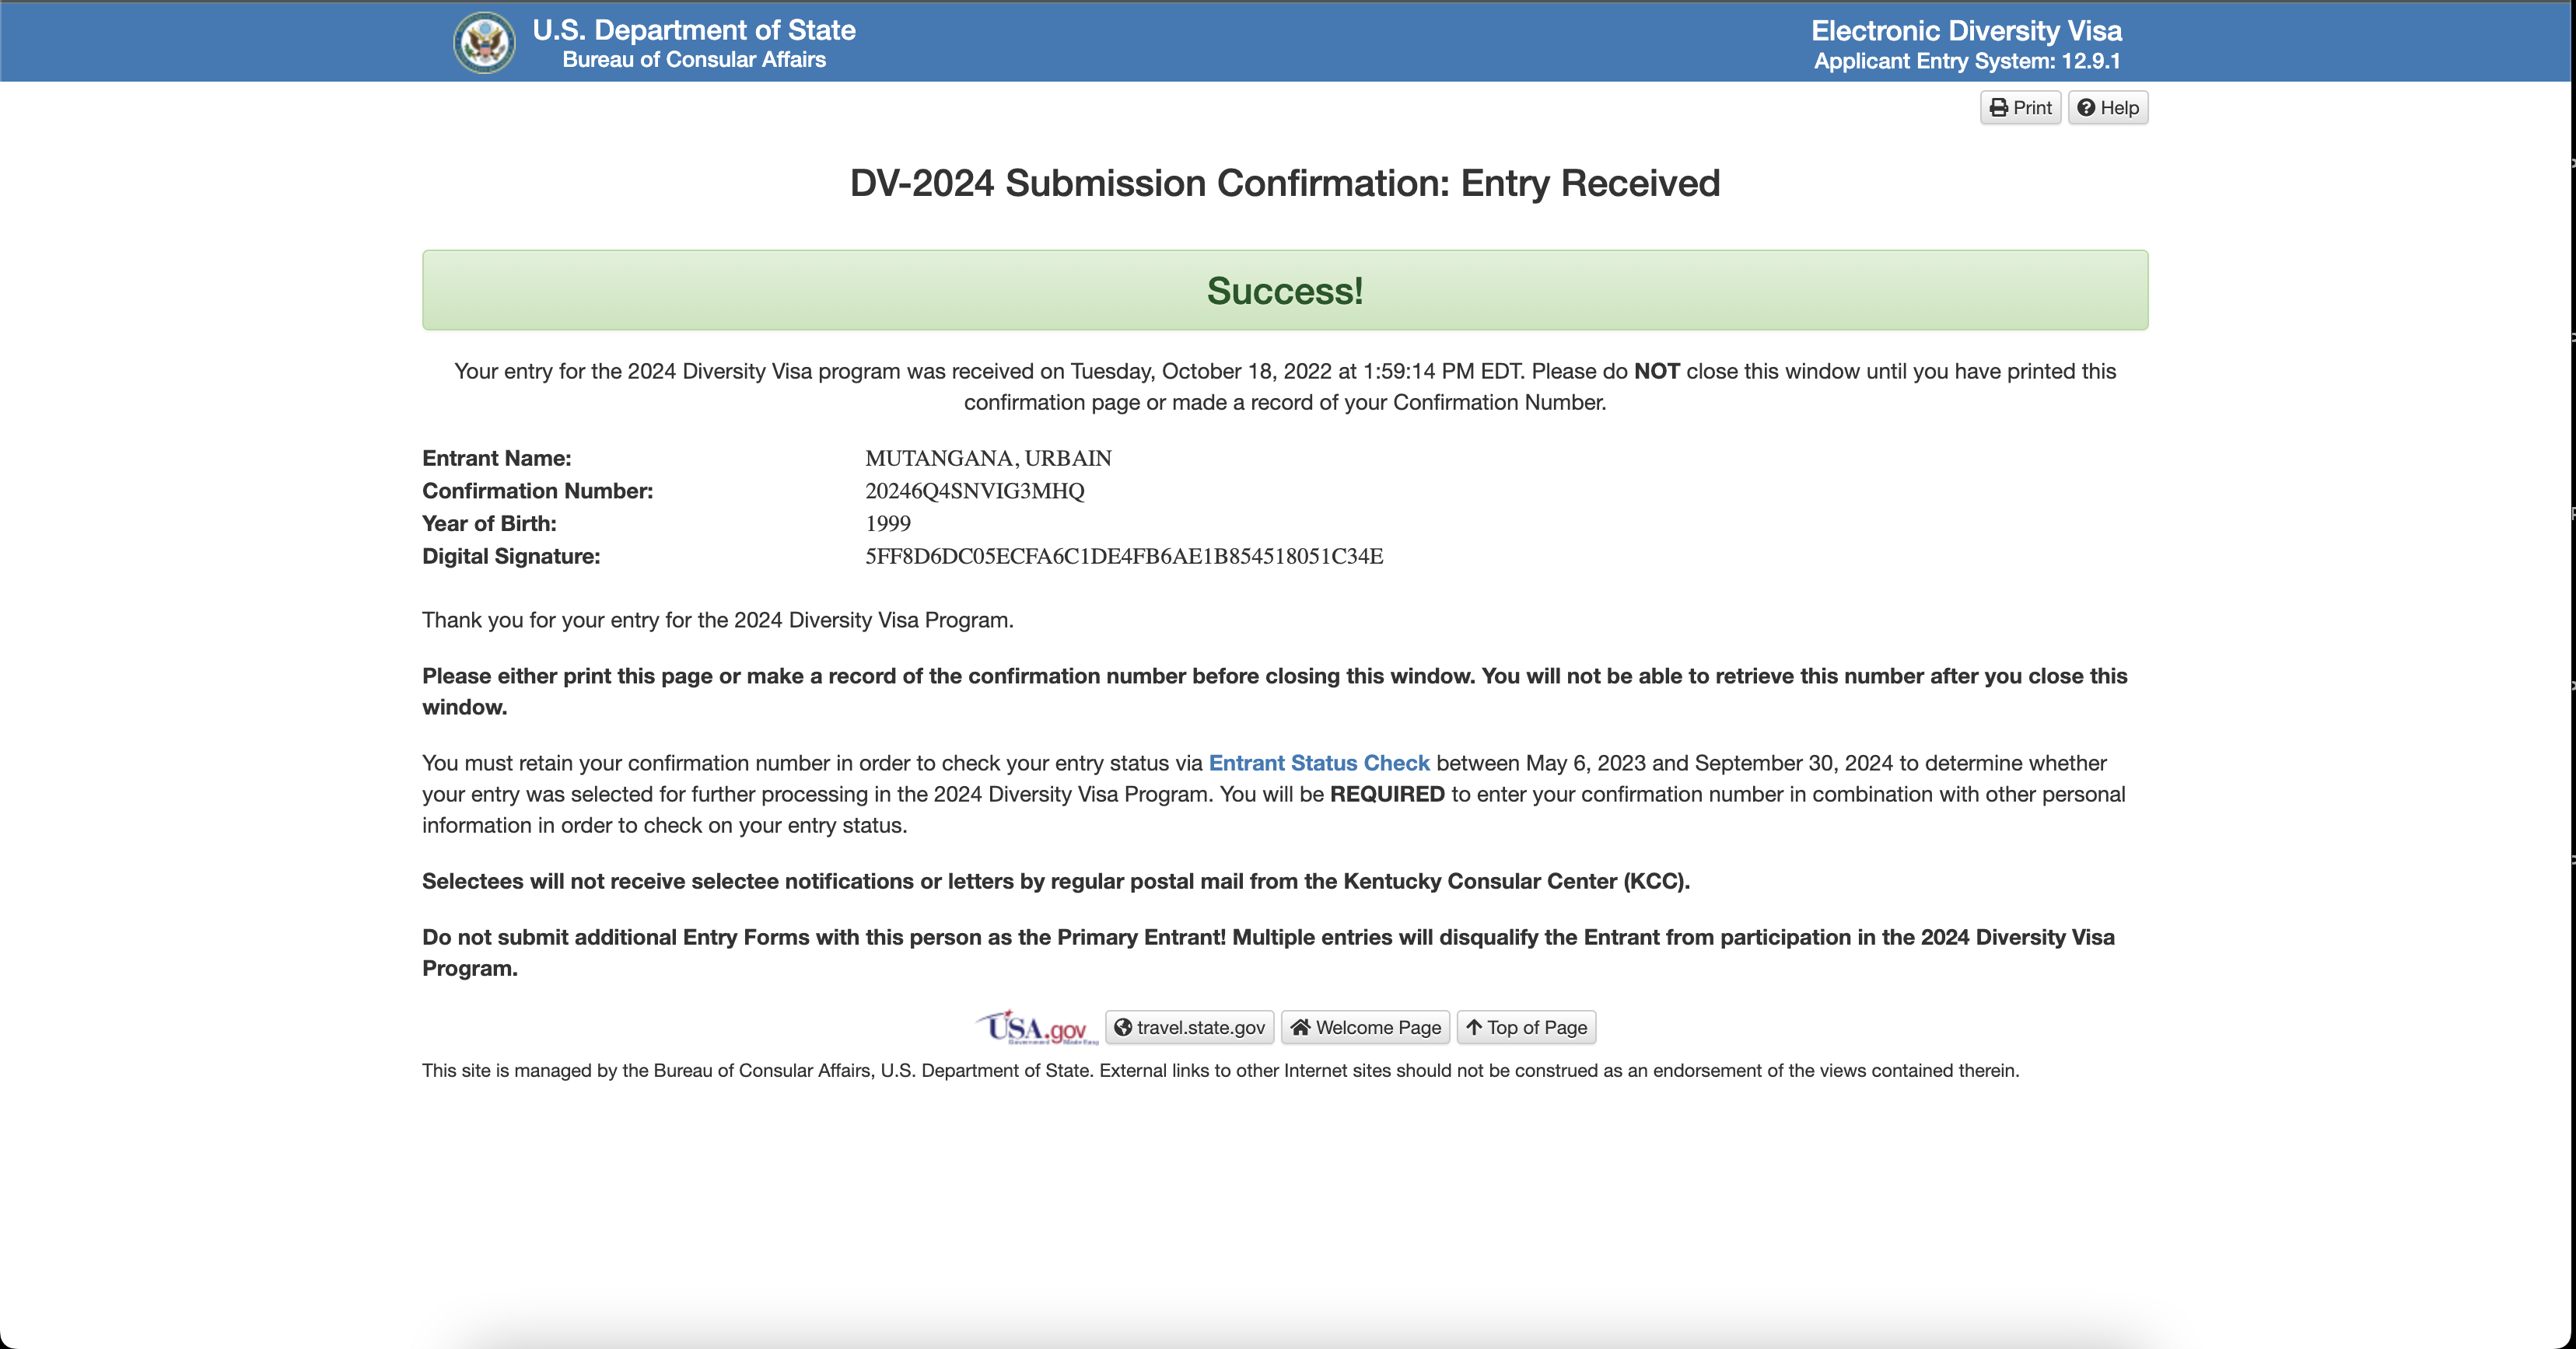 U.S. Department of State
Bureau of Consular Affairs
Electronic Diversity Visa
Applicant Entry System: 12.9.1
Print
Help
DV-2024 Submission Confirmation: Entry Received
Success!
Your entry for the 2024 Diversity Visa program was received on Tuesday, October 18, 2022 at 1:59:14 PM EDT. Please do NOT close this window until you have printed this
confirmation page or made a record of your Confirmation Number.
Entrant Name: MUTANGANA, URBAIN
Confirmation Number: 20246Q4SNVIG3MHQ
Year of Birth: 1999
Digital Signature: 5FF8D6DC05ECFA6C1DE4FB6AE1B854518051C34E
Thank you for your entry for the 2024 Diversity Visa Program.
Please either print this page or make a record of the confirmation number before closing this window. You will not be able to retrieve this number after you close this
window.
You must retain your confirmation number in order to check your entry status via Entrant Status Check between May 6, 2023 and September 30, 2024 to determine whether
your entry was selected for further processing in the 2024 Diversity Visa Program. You will be REQUIRED to enter your confirmation number in combination with other personal
information in order to check on your entry status.
Selectees will not receive selectee notifications or letters by regular postal mail from the Kentucky Consular Center (KCC).
Do not submit additional Entry Forms with this person as the Primary Entrant! Multiple entries will disqualify the Entrant from participation in the 2024 Diversity Visa
Program.
USA.gov
Government Made Easy
travel.state.gov
Welcome Page
Top of Page
This site is managed by the Bureau of Consular Affairs, U.S. Department of State. External links to other Internet sites should not be construed as an endorsement of the views contained therein.